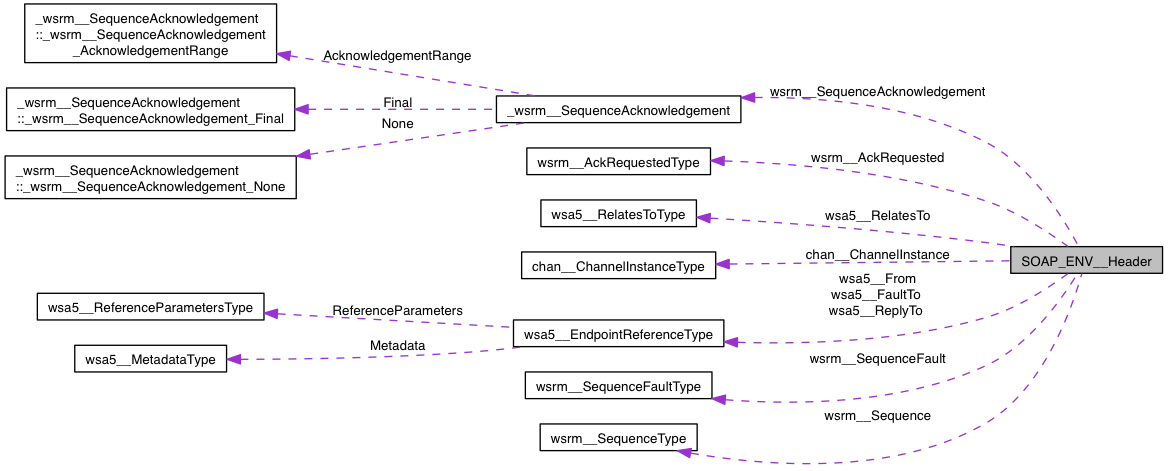 _wsrm__SequenceAcknowledgement
::_wsrm__SequenceAcknowledgement
_AcknowledgementRange
AcknowledgementRange
_wsrm__SequenceAcknowledgement
::_wsrm__SequenceAcknowledgement_Final
Final
None
_wsrm__SequenceAcknowledgement
::_wsrm__SequenceAcknowledgement_None
_wsrm__SequenceAcknowledgement
wsrm__SequenceAcknowledgement
wsrm__AckRequestedType
wsrm__AckRequested
wsa5__RelatesToType
wsa5__RelatesTo
chan__ChannelInstanceType
chan__ChannelInstance
SOAP_ENV__Header
wsa5__From
wsa5__FaultTo
wsa5__ReplyTo
wsa5__ReferenceParametersType
ReferenceParameters
wsa5__EndpointReferenceType
wsa5__MetadataType
Metadata
wsrm__SequenceFaultType
wsrm__SequenceFault
wsrm__SequenceType
wsrm__Sequence